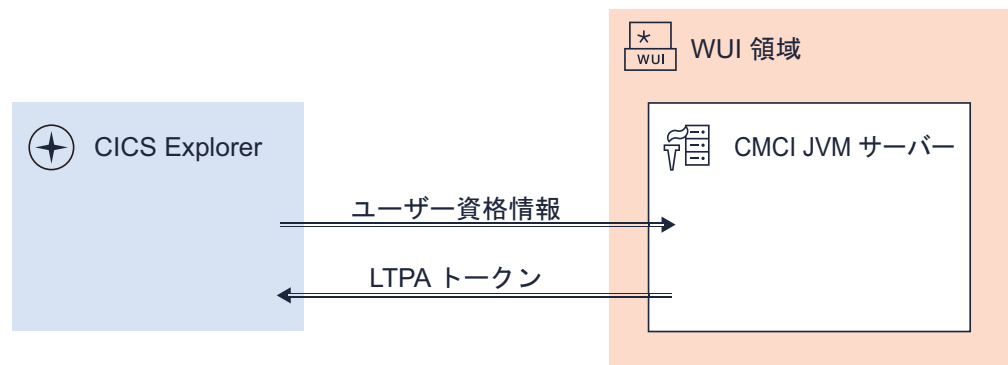 *
WUI
WUI 領域
CICS Explorer
CMCI JVM サーバー
ユーザー資格情報
LTPA トークン